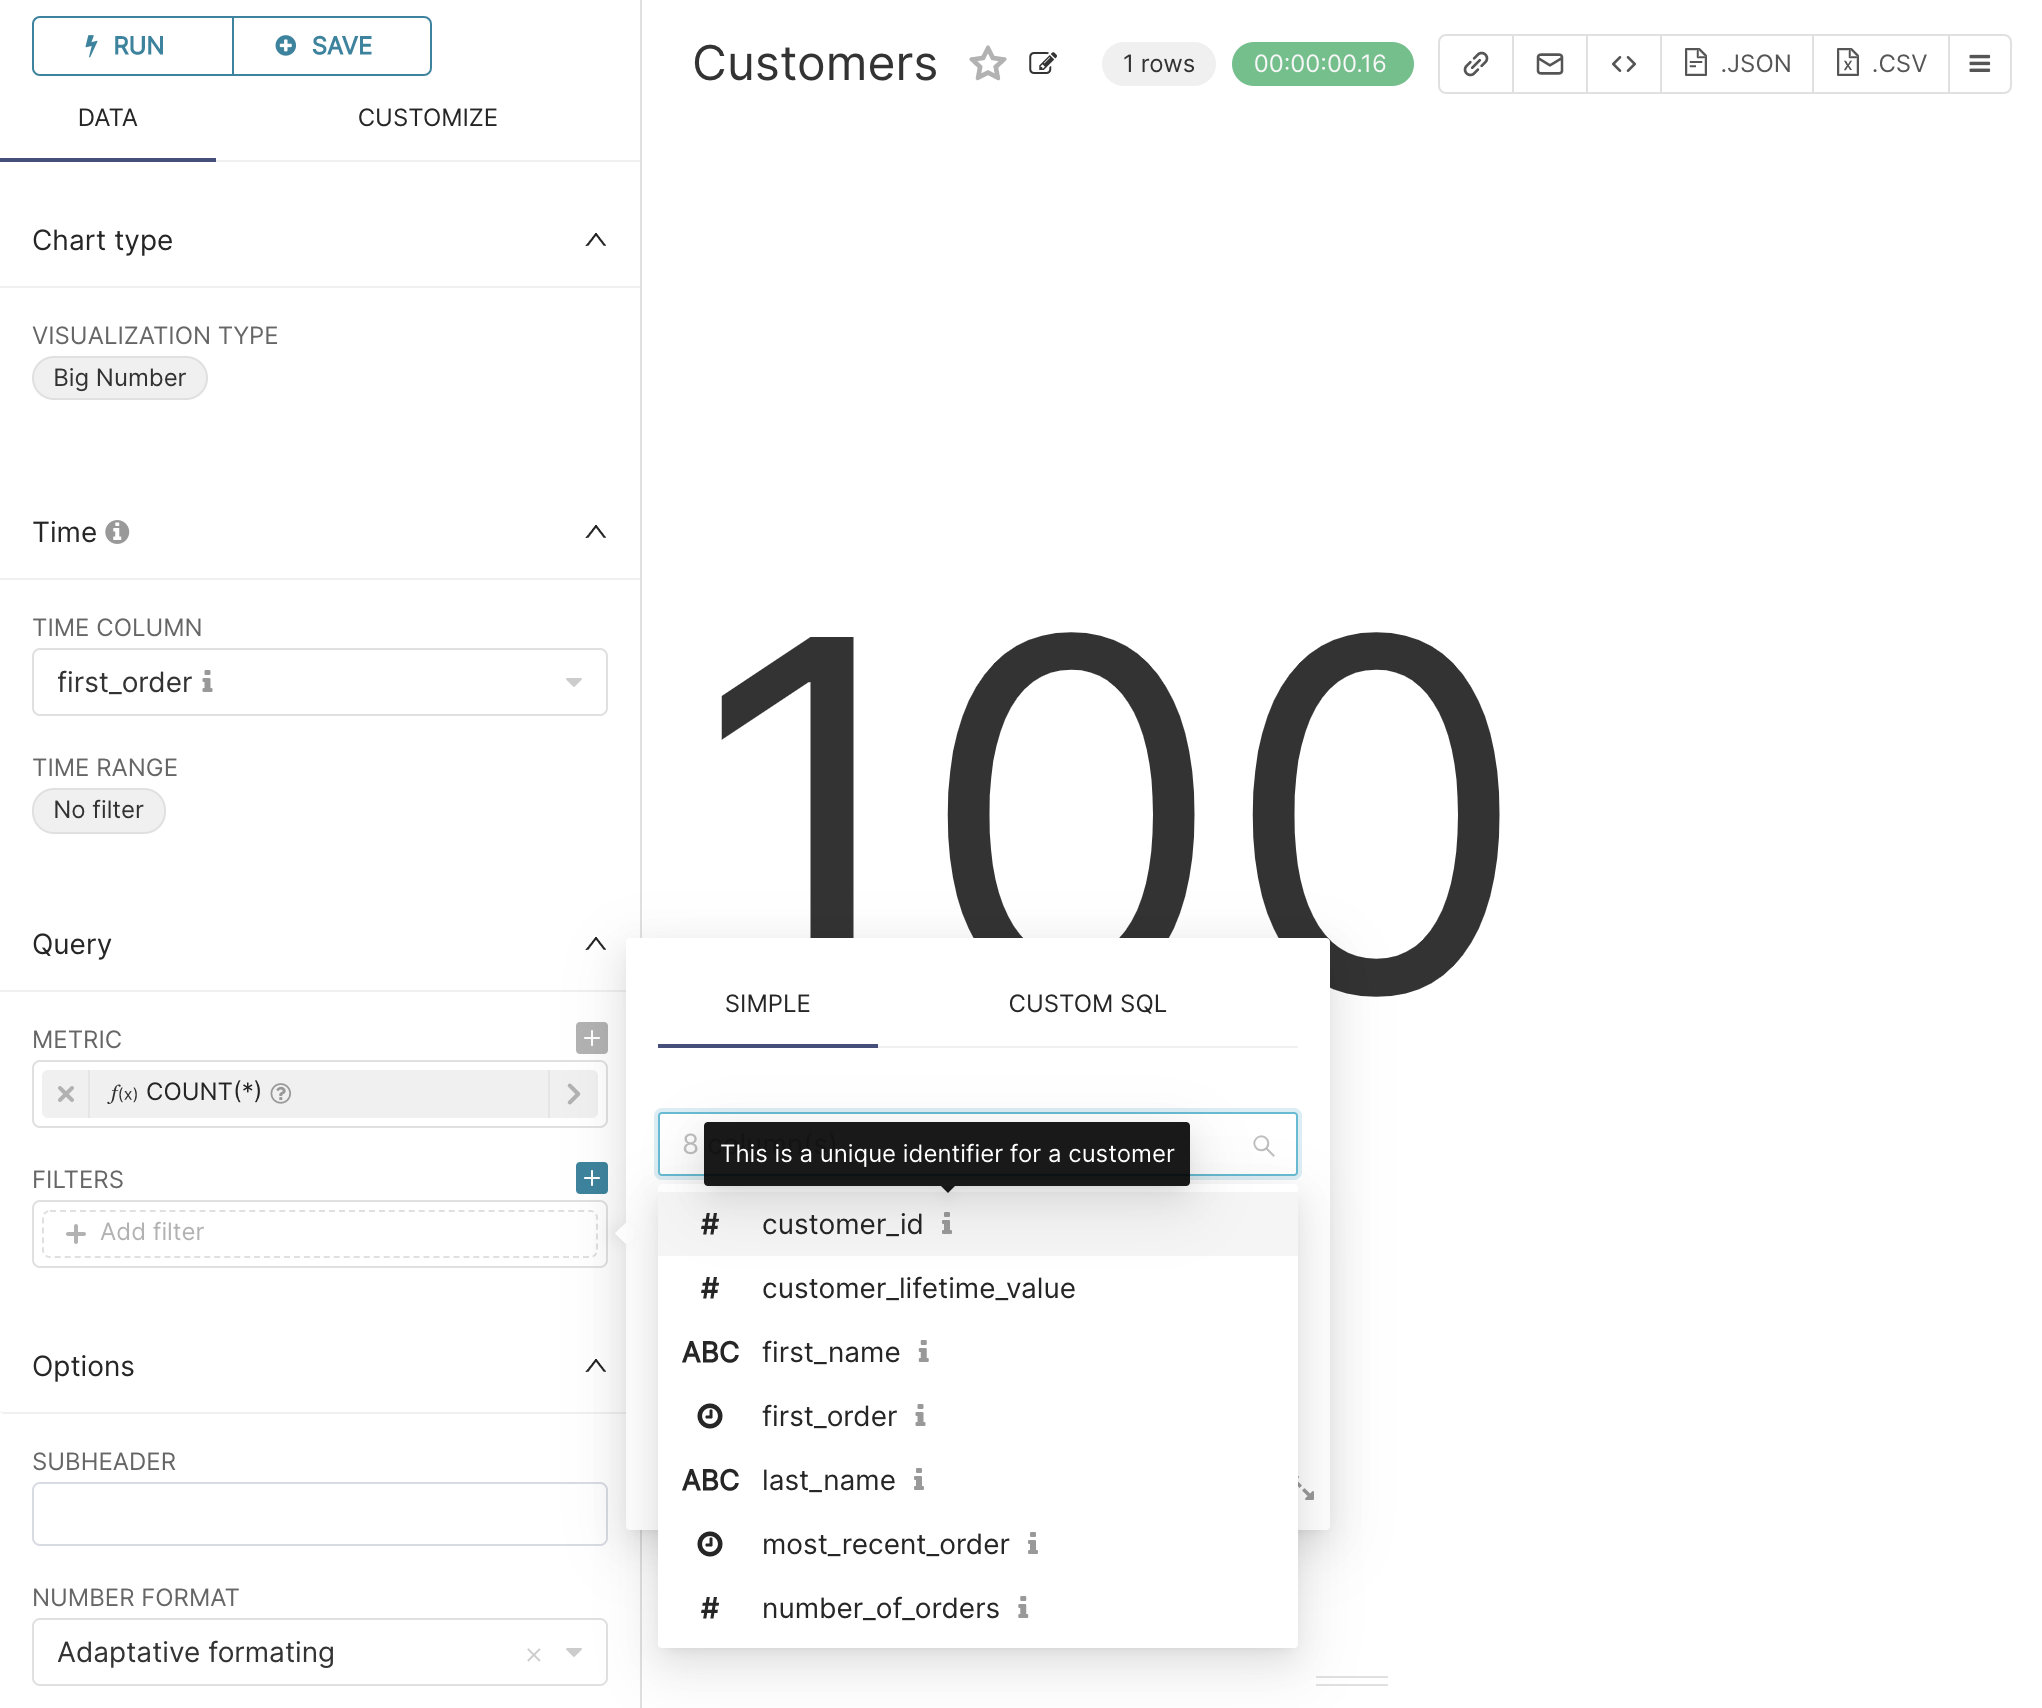 RUN
SAVE
DATA
CUSTOMIZE
Chart type
VISUALIZATION TYPE
Big Number
Time
TIME COLUMN
first_order
TIME RANGE
No filter
Query
METRIC
f(x) COUNT(*)
FILTERS
Add filter
Options
SUBHEADER
NUMBER FORMAT
Adaptative formating
Customers
1 rows
00:00:00.16
.JSON
.CSV
100
SIMPLE
CUSTOM SQL
8
This is a unique identifier for a customer
# customer_id
# customer_lifetime_value
ABC first_name
first_order
ABC last_name
most_recent_order
# number_of_orders